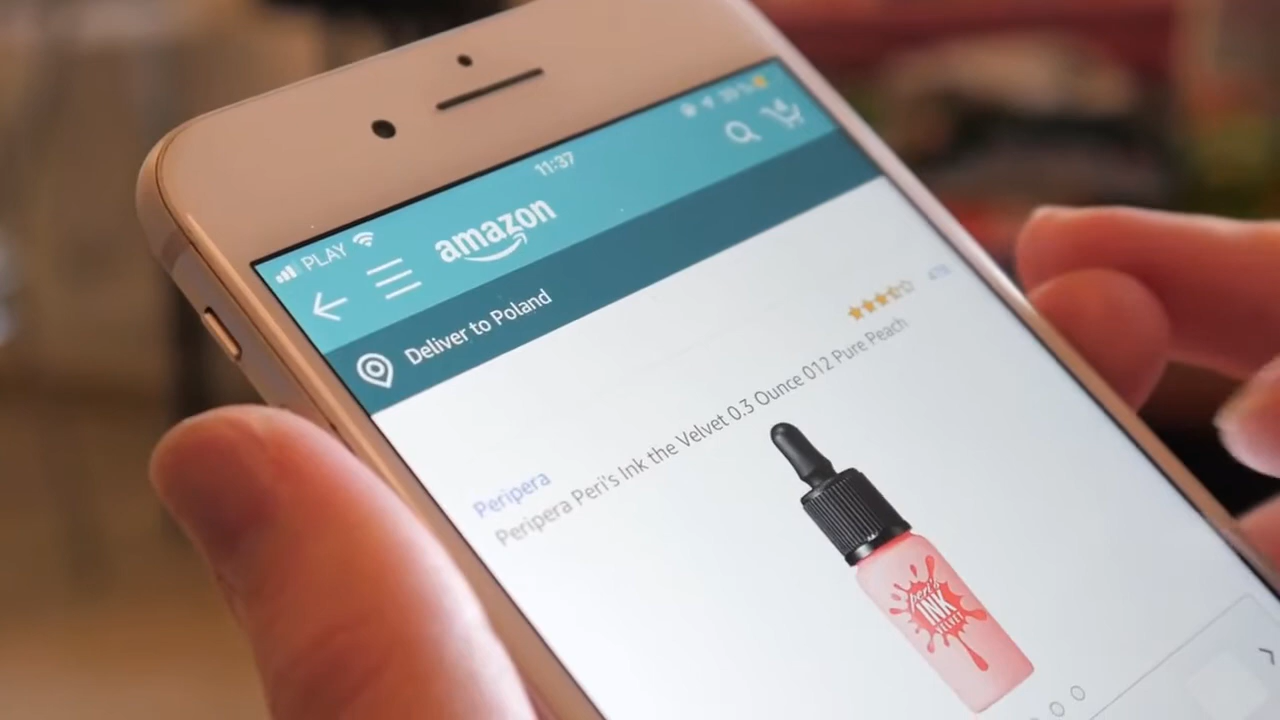 PLAY
11:37
amazon
Deliver to Poland
Peripera
Peripera Peri's Ink the Velvet 0.3 Ounce 012 Pure Peach
peri's
INK
VELVET